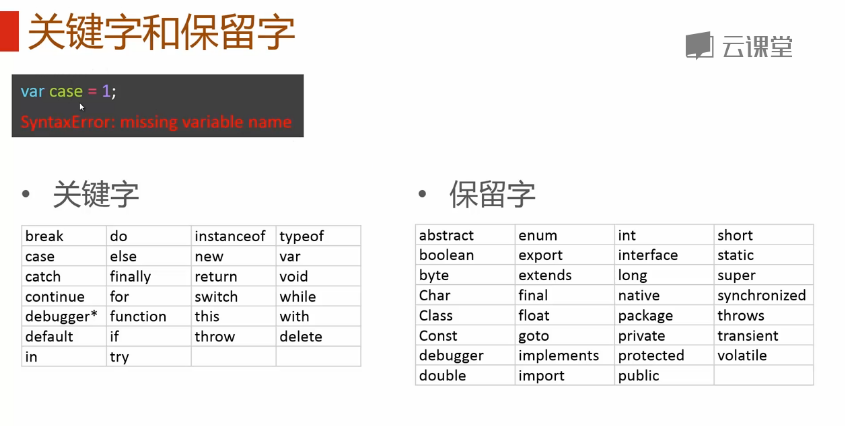 关键字和保留字
云课堂
var case = 1;
SyntaxError: missing variable name
• 关键字
break do instanceof typeof
case else new var
catch finally return void
continue for switch while
debugger* function this with
default if throw delete
in try
• 保留字
abstract enum int short
boolean export interface static
byte extends long super
Char final native synchronized
Class float package throws
Const goto private transient
debugger implements protected volatile
double import public